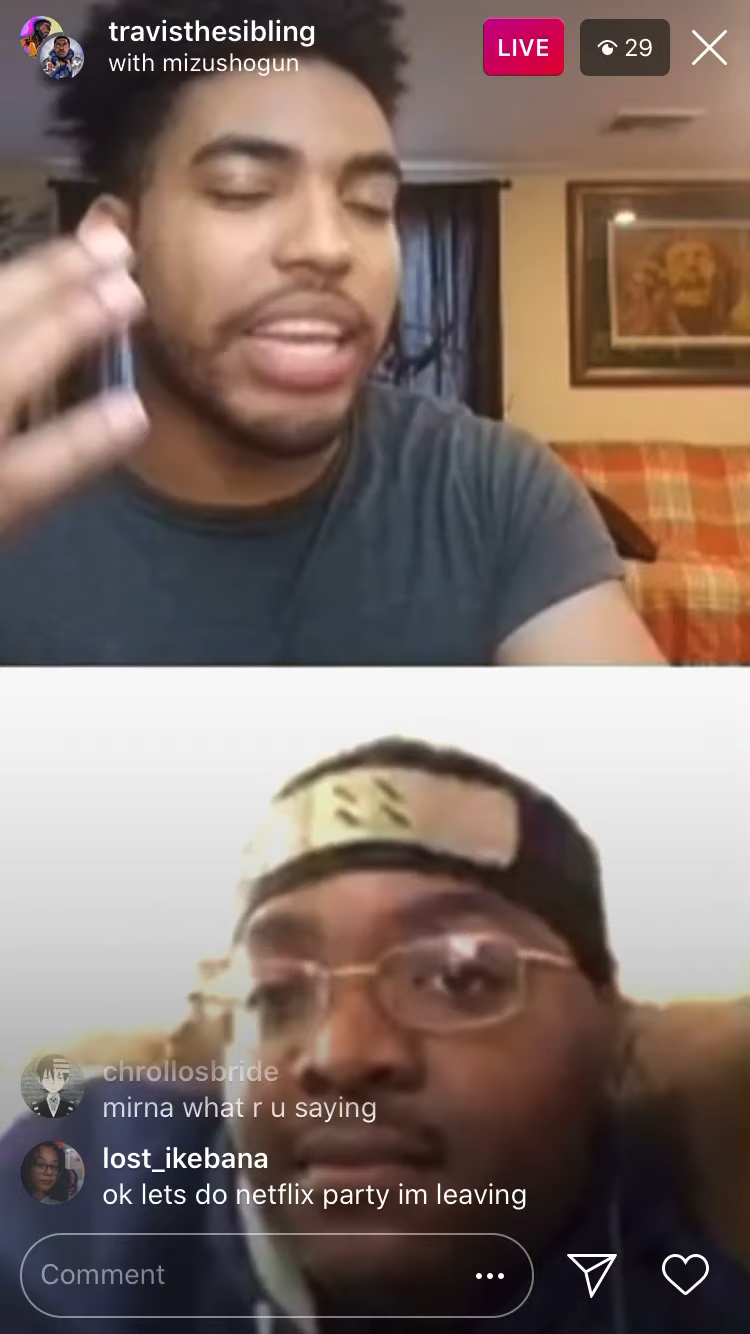 travisthesibling
with mizushogun
LIVE
29
chrollosbride
mirna what r u saying
lost_ikebana
ok lets do netflix party im leaving
Comment